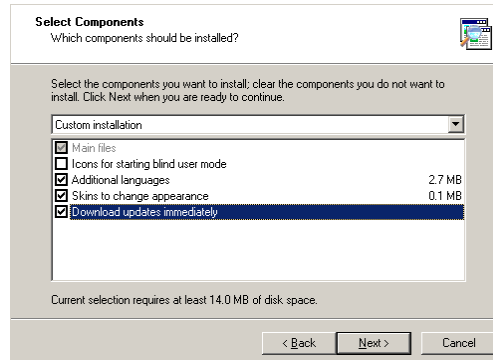 Select Components
Which components should be installed?
Select the components you want to install; clear the components you do not want to
install. Click Next when you are ready to continue.
Custom installation
Main files
Icons for starting blind user mode
Additional languages 2.7 MB
Skins to change appearance 0.1 MB
Download updates immediately
Current selection requires at least 14.0 MB of disk space.
< Back Next > Cancel